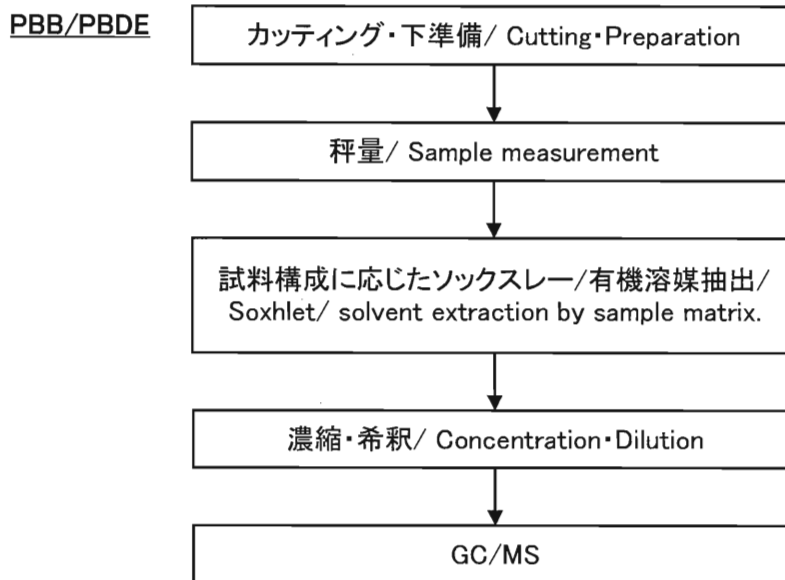 PBB/PBDE
カッティング・下準備/ Cutting・Preparation
秤量/ Sample measurement
試料構成に応じたソックスレー/有機溶媒抽出/
Soxhlet/ solvent extraction by sample matrix.
濃縮・希釈/ Concentration・Dilution
GC/MS